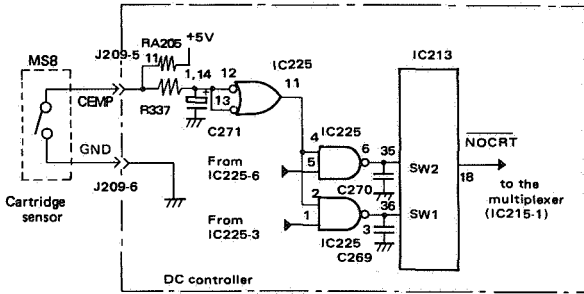 RA205
+5V
J209-5
11
IC225
IC213
MS8
1,14
12
11
CEMP
13
R337
IC225
NOCRT
C271
4
6
35
GND
From
IC225-6
5
SW2
18
C270
to the
multiplexer
(IC215-1)
J209-6
2
36
Cartridge
sensor
From
IC225-3
1
SW1
IC225
3
C269
DC controller